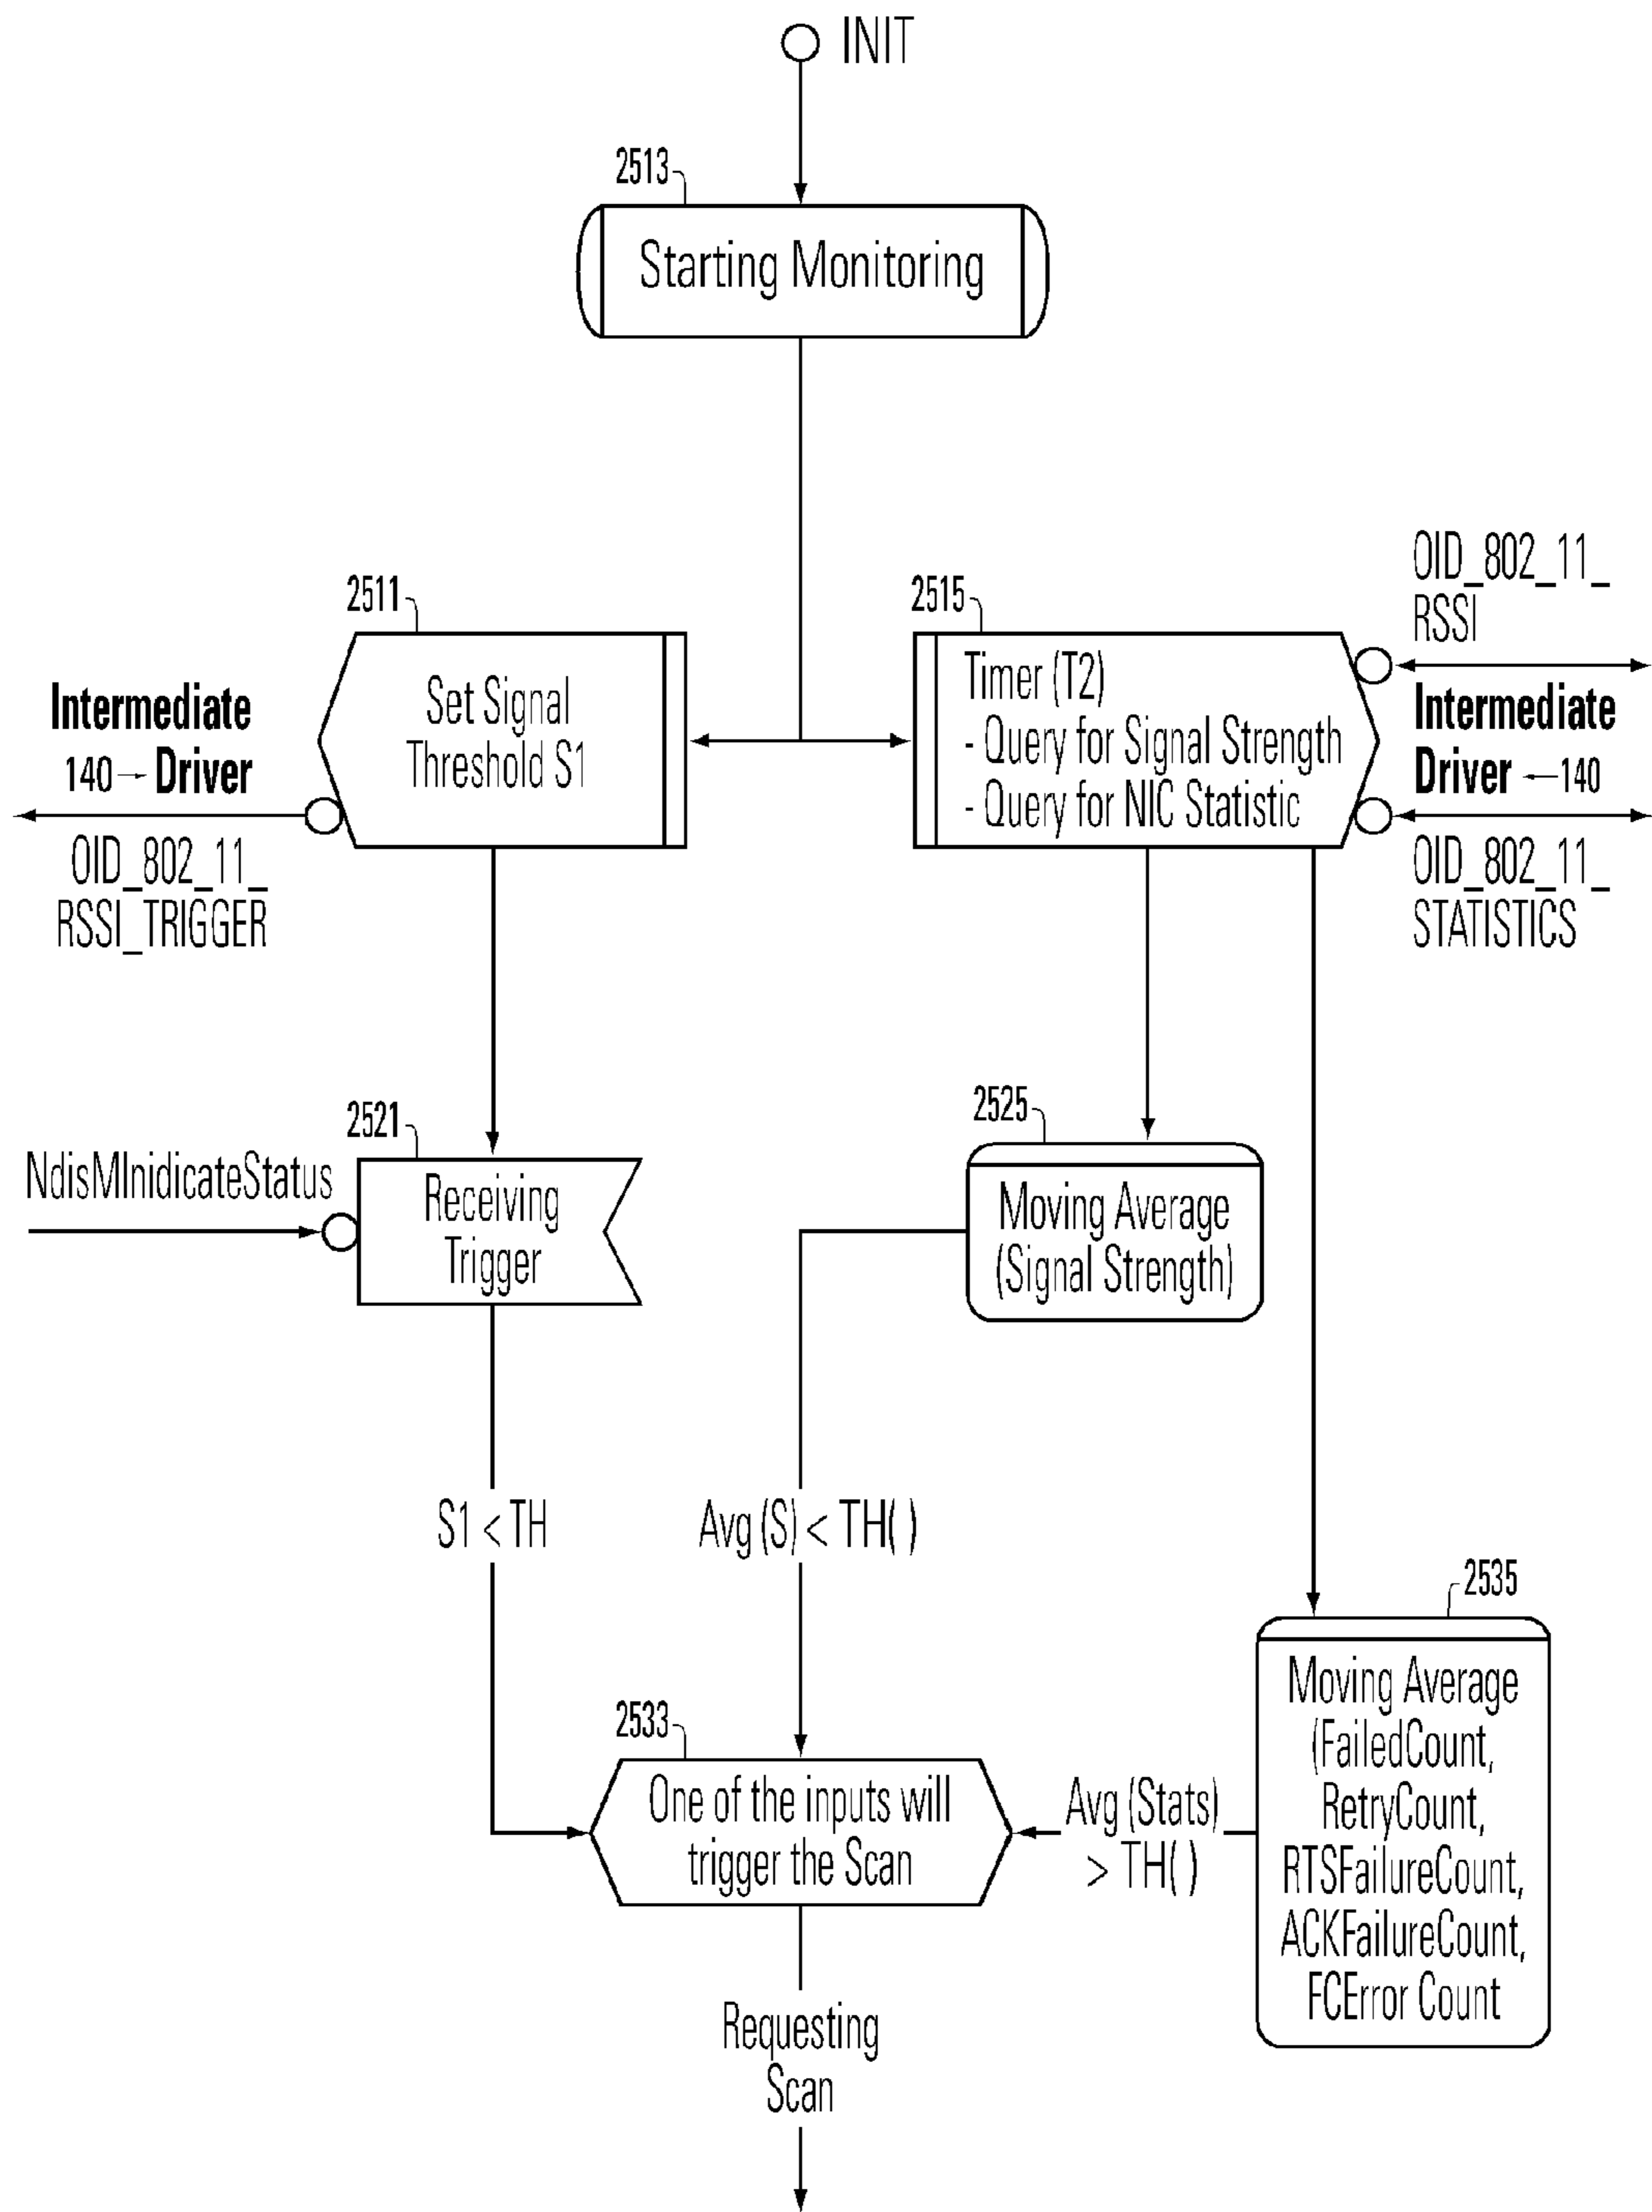 INIT
2513
Starting Monitoring
2511
Set Signal
Threshold S1
Intermediate
140 Driver
OID_802_11_
RSSI_TRIGGER
2515
Timer (T2)
- Query for Signal Strength
- Query for NIC Statistic
OID_802_11_
RSSI
Intermediate
Driver 140
OID_802_11_
STATISTICS
2521
NdisMInidicateStatus
Receiving
Trigger
2525
Moving Average
(Signal Strength)
S1 < TH
Avg (S) < TH( )
2535
Moving Average
(FailedCount,
RetryCount,
RTSFailureCount,
ACKFailureCount,
FCError Count
2533
One of the inputs will
trigger the Scan
Avg (Stats)
> TH( )
Requesting
Scan